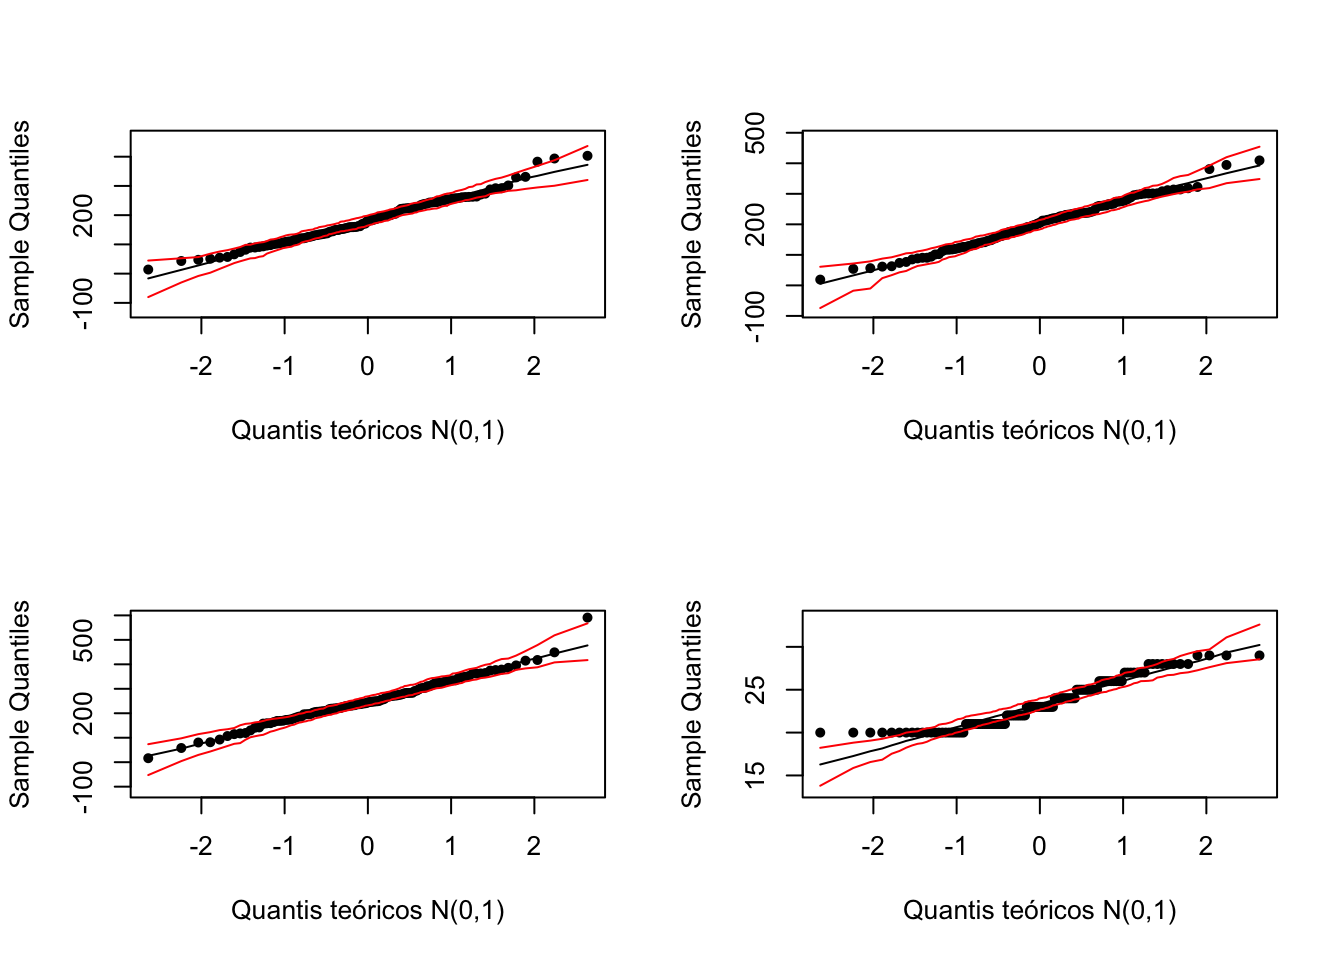 Sample Quantiles
200
-100
-2 -1 0 1 2
Quantis teóricos N(0,1)
Sample Quantiles
500
200
-100
-2 -1 0 1 2
Quantis teóricos N(0,1)
Sample Quantiles
500
200
-100
-2 -1 0 1 2
Quantis teóricos N(0,1)
Sample Quantiles
25
15
-2 -1 0 1 2
Quantis teóricos N(0,1)